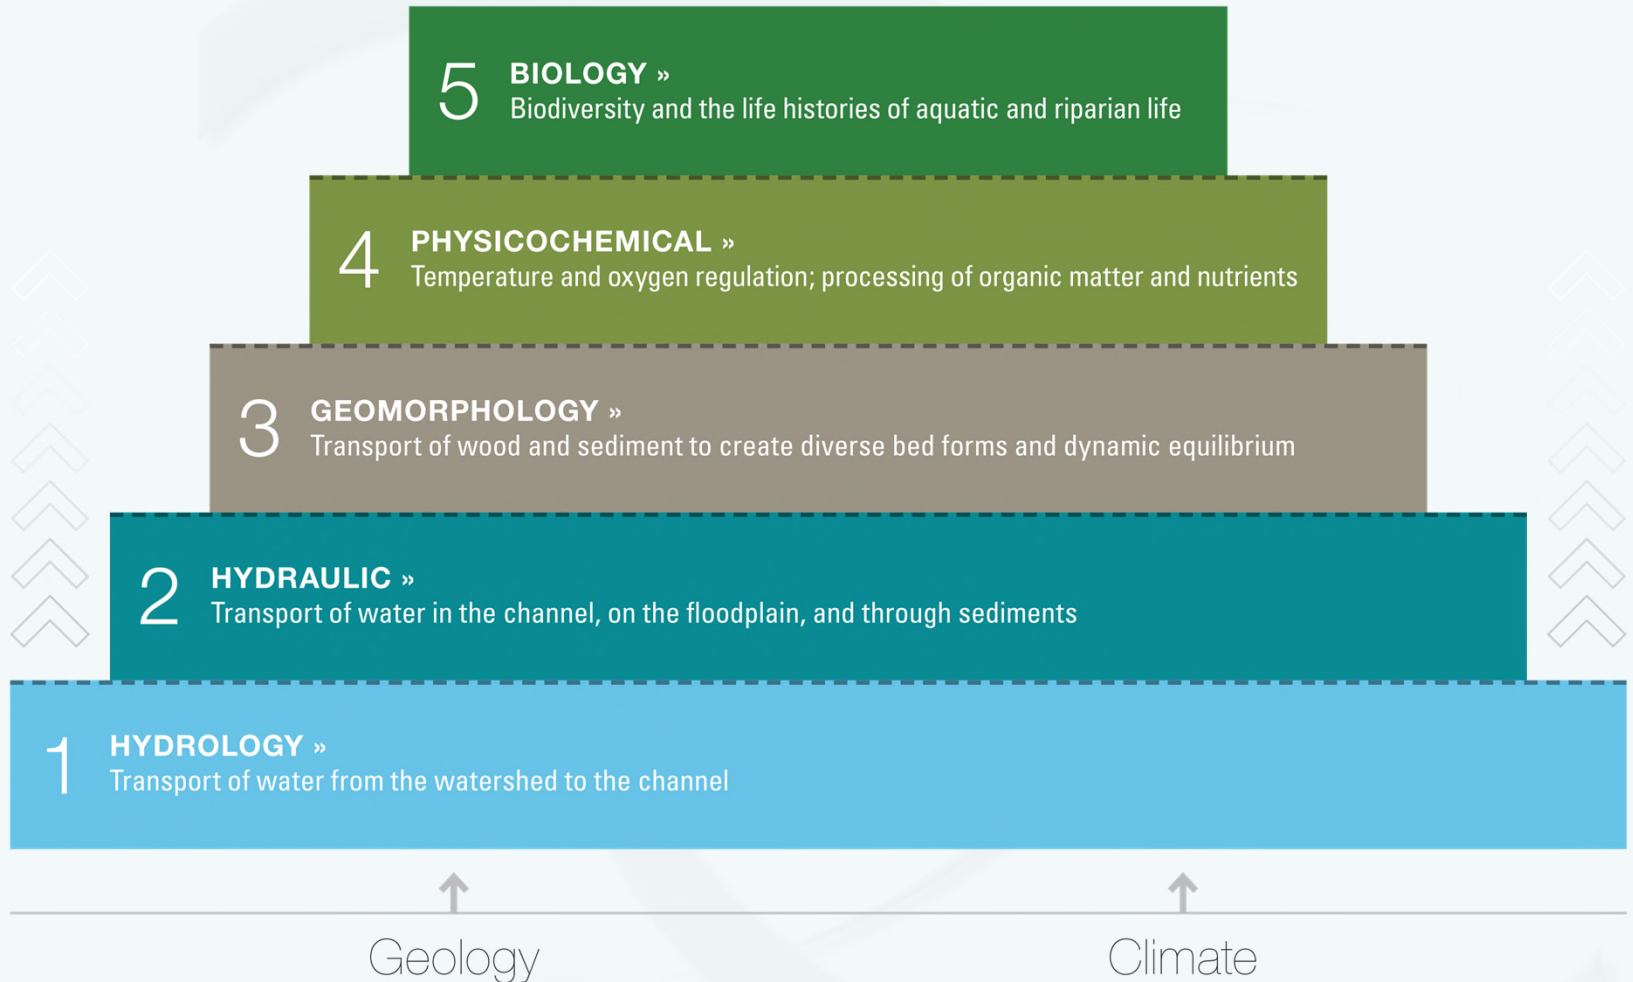 5
BIOLOGY »
Biodiversity and the life histories of aquatic and riparian life
4
PHYSICOCHEMICAL »
Temperature and oxygen regulation; processing of organic matter and nutrients
3
GEOMORPHOLOGY »
Transport of wood and sediment to create diverse bed forms and dynamic equilibrium
2
HYDRAULIC »
Transport of water in the channel, on the floodplain, and through sediments
1
HYDROLOGY »
Transport of water from the watershed to the channel
Geology
Climate